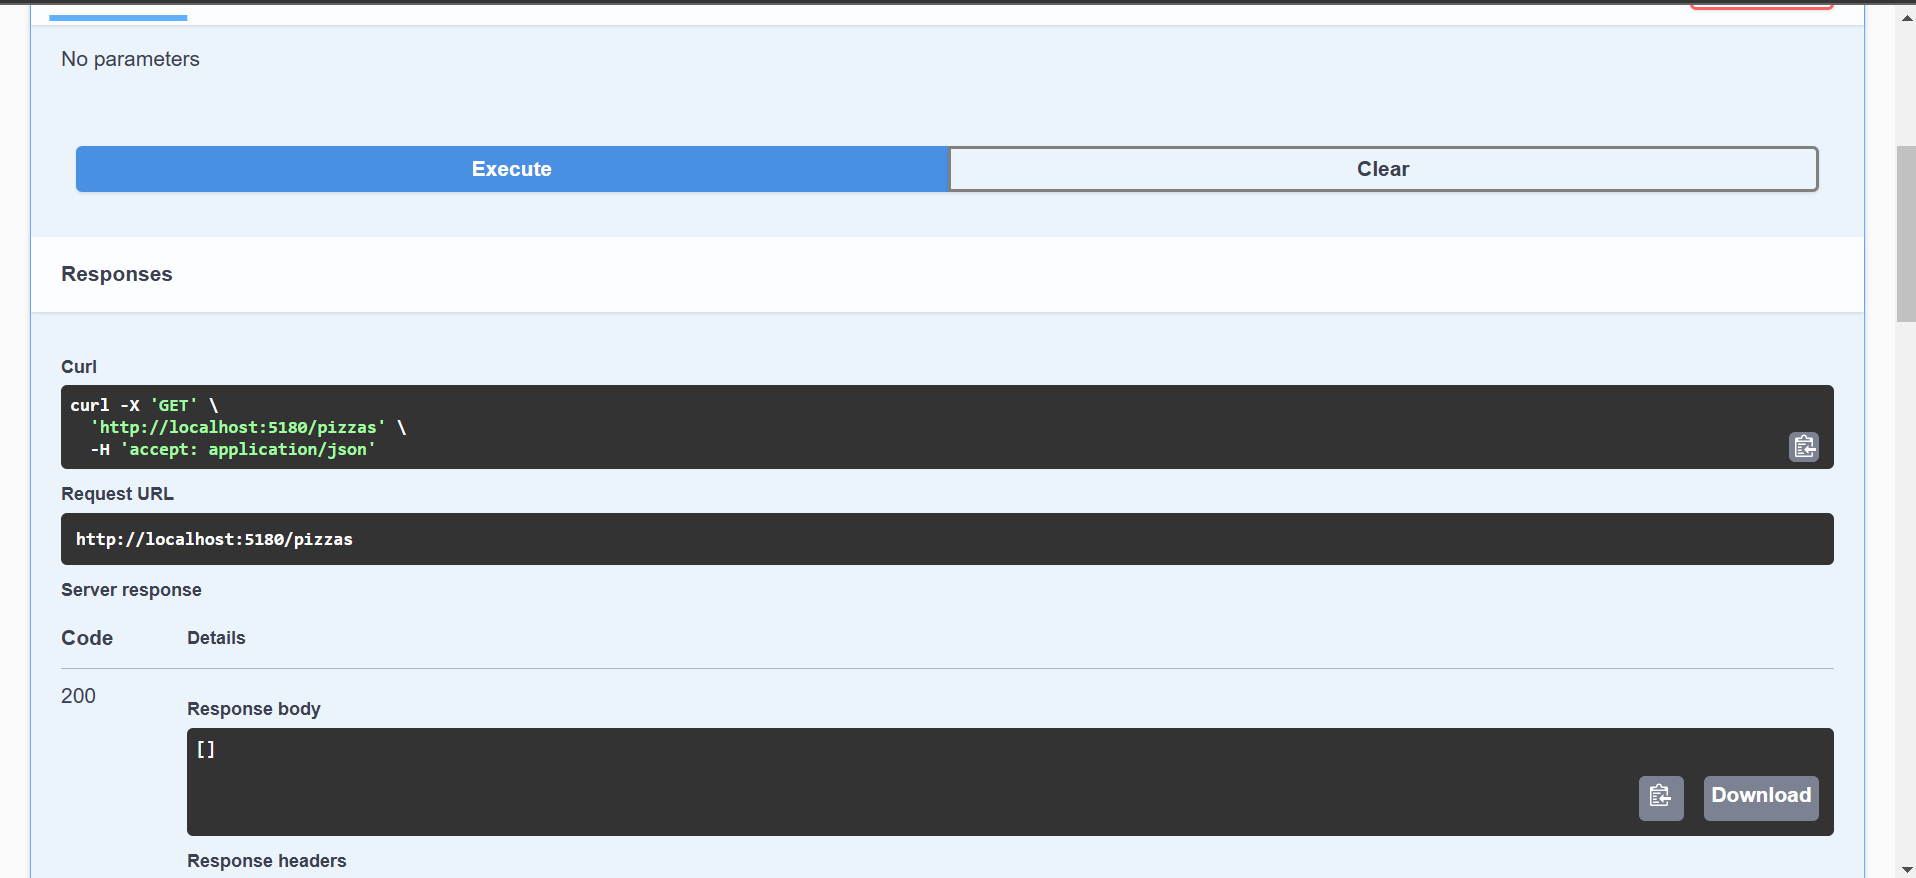 No parameters
Execute
Clear
Responses
Curl
curl -X 'GET' \
  'http://localhost:5180/pizzas' \
  -H 'accept: application/json'
Request URL
http://localhost:5180/pizzas
Server response
Code Details
200
Response body
[]
Download
Response headers